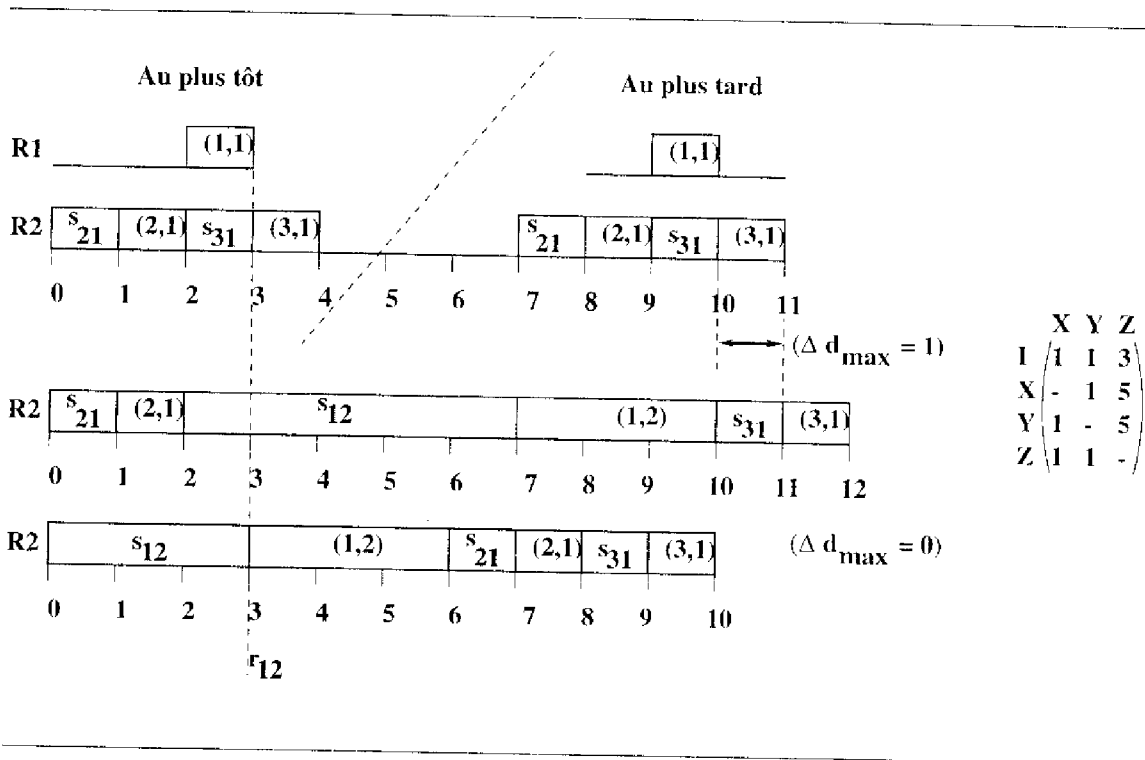 Au plus tôt Au plus tard
R1 (1,1) (1,1)
R2 s21 (2,1) s31 (3,1) s21 (2,1) s31 (3,1)
0 1 2 3 4 5 6 7 8 9 10 11
(Δ dmax = 1)
X Y Z
I 1 1 3
X - 1 5
Y 1 - 5
Z 1 1 -
R2 s21 (2,1) s12 (1,2) s31 (3,1)
0 1 2 3 4 5 6 7 8 9 10 11 12
R2 s12 (1,2) s21 (2,1) s31 (3,1) (Δ dmax = 0)
0 1 2 3 4 5 6 7 8 9 10
r12